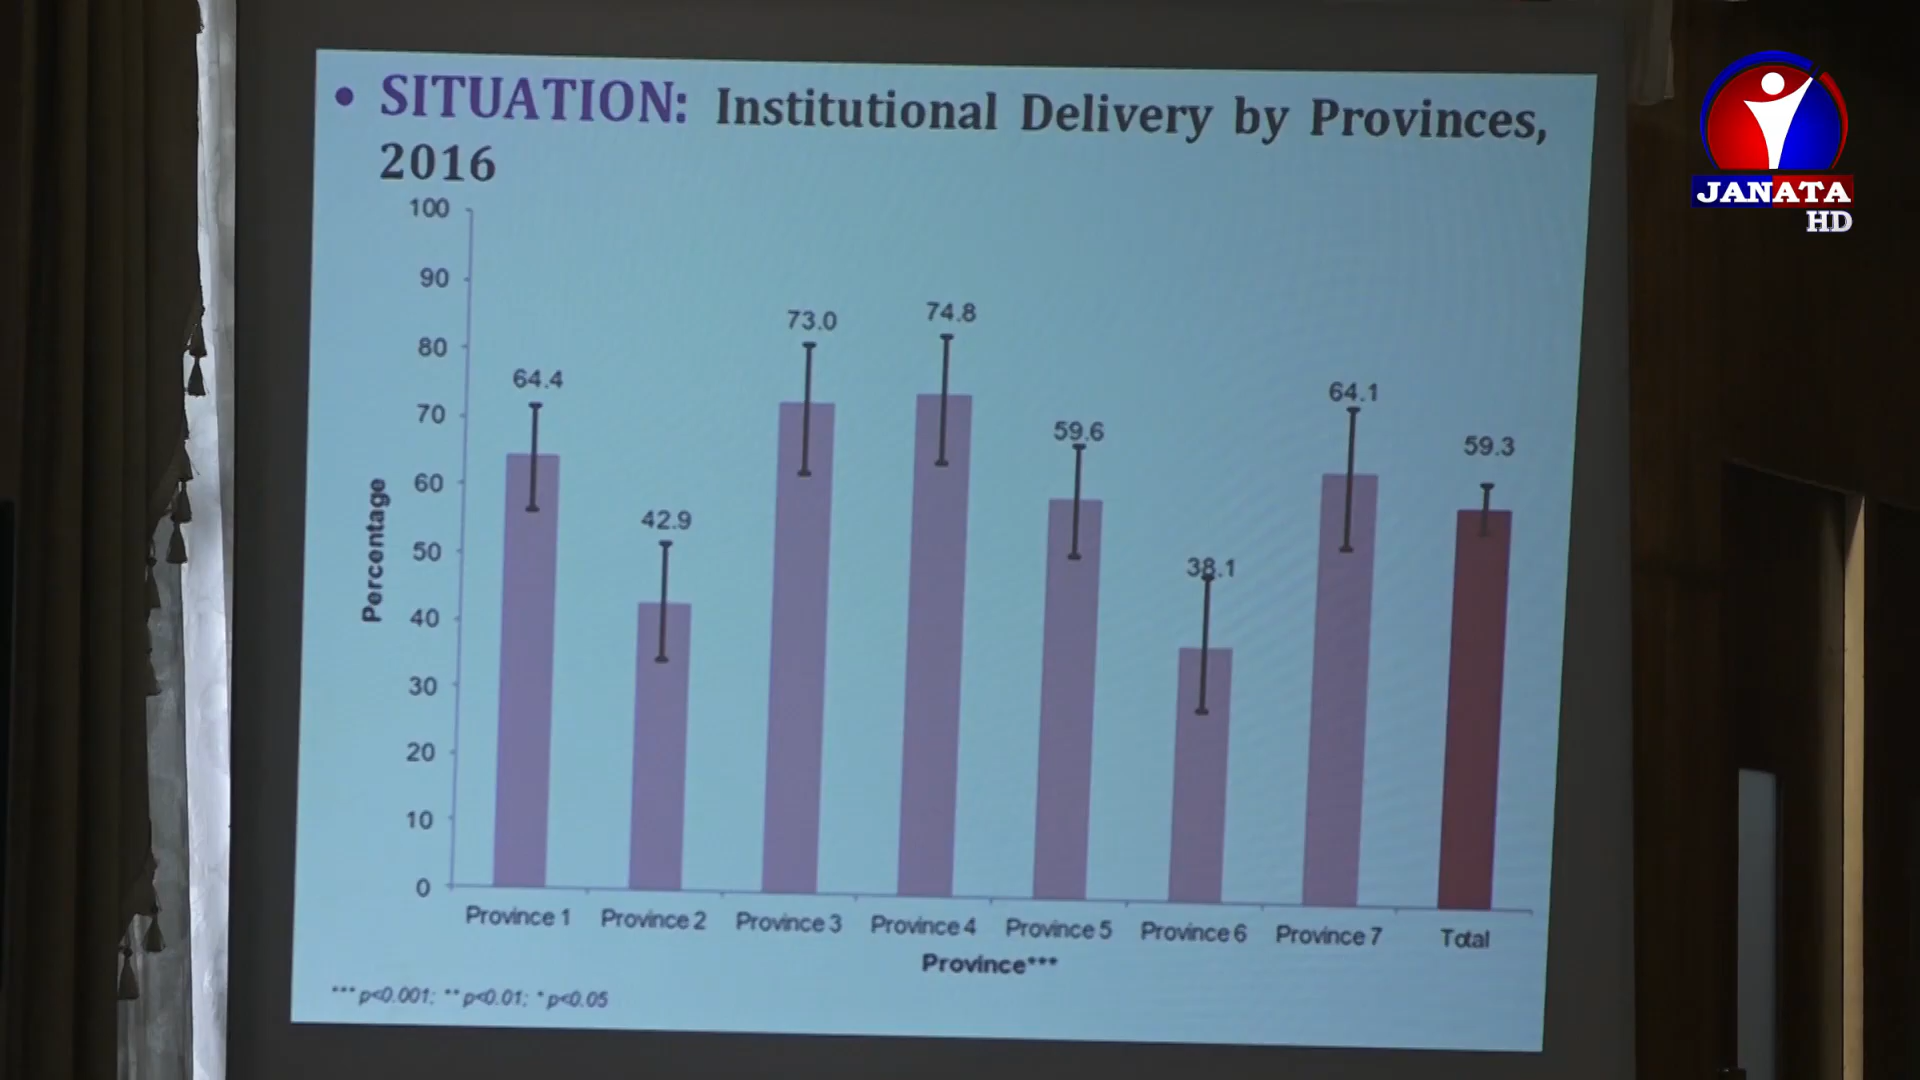 • SITUATION: Institutional Delivery by Provinces,
2016
100
90
80
70
60
50
40
30
20
10
0
Percentage
64.4
42.9
73.0
74.8
59.6
38.1
64.1
59.3
Province 1 Province 2 Province 3 Province 4 Province 5 Province 6 Province 7 Total
Province***
*** p<0.001; ** p<0.01; * p<0.05
JANATA
HD